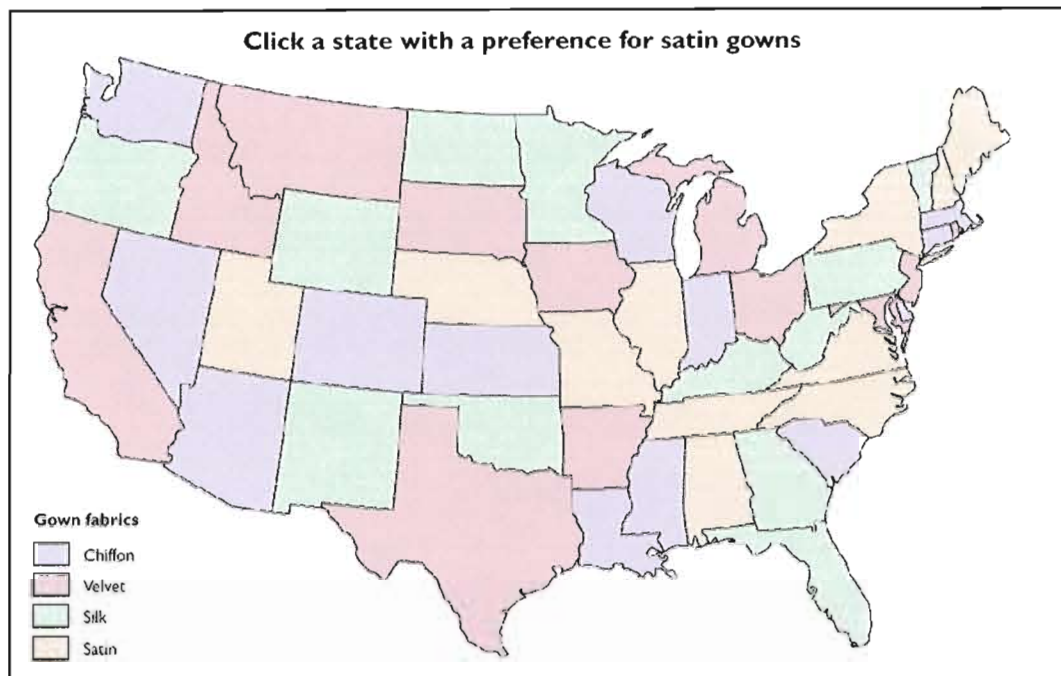 Click a state with a preference for satin gowns
Gown fabrics
Chiffon
Velvet
Silk
Satin